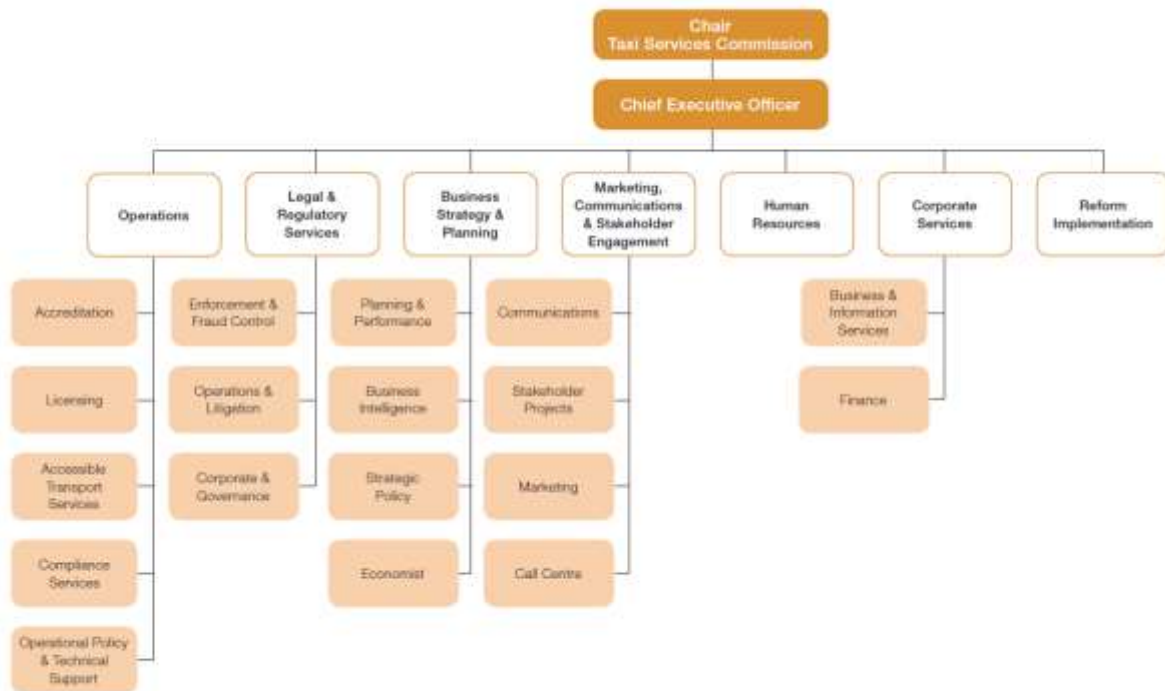 Chair
Taxi Services Commission
Chief Executive Officer
Operations
Legal &
Regulatory
Services
Business
Strategy &
Planning
Marketing,
Communications
& Stakeholder
Engagement
Human
Resources
Corporate
Services
Reform
Implementation
Accreditation
Enforcement &
Fraud Control
Planning &
Performance
Communications
Business &
Information
Services
Licensing
Operations &
Litigation
Business
Intelligence
Stakeholder
Projects
Finance
Accessible
Transport
Services
Corporate &
Governance
Strategic
Policy
Marketing
Compliance
Services
Economist
Call Centre
Operational Policy
& Technical
Support